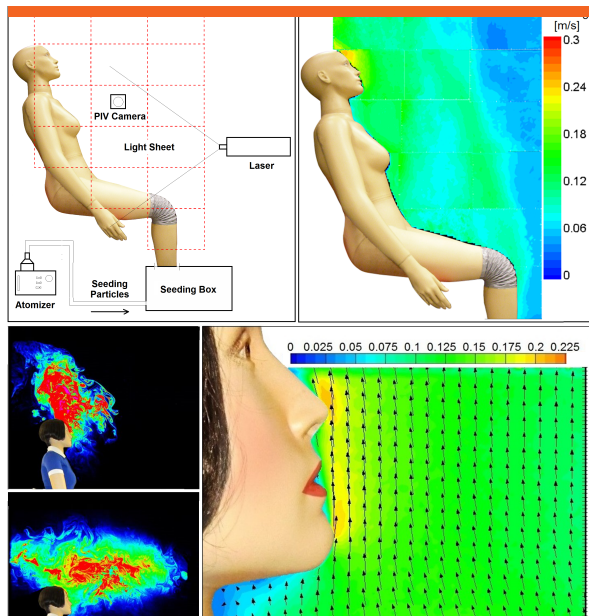 PIV Camera
Light Sheet
Laser
Seeding
Particles
Atomizer
Seeding Box
[m/s]
0.3
0.24
0.18
0.12
0.06
0
0 0.025 0.05 0.075 0.1 0.125 0.15 0.175 0.2 0.225